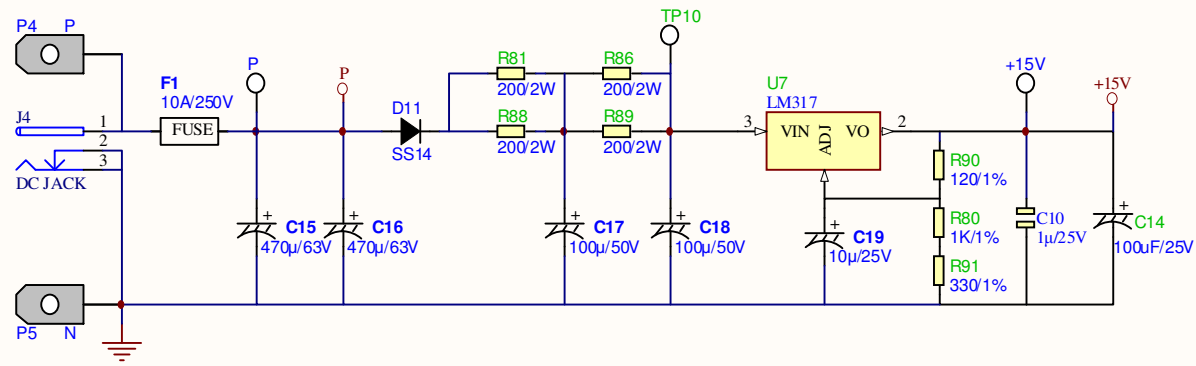 P4 P
J4
1
2
3
DC JACK
P5 N
F1
10A/250V
FUSE
P
P
+
C15
470µ/63V
+
C16
470µ/63V
D11
SS14
R81
200/2W
R88
200/2W
R86
200/2W
R89
200/2W
TP10
+
C17
100µ/50V
+
C18
100µ/50V
U7
LM317
3
VIN
ADJ
VO
2
+
C19
10µ/25V
R90
120/1%
R80
1K/1%
R91
330/1%
+15V
C10
1µ/25V
+15V
+
C14
100uF/25V